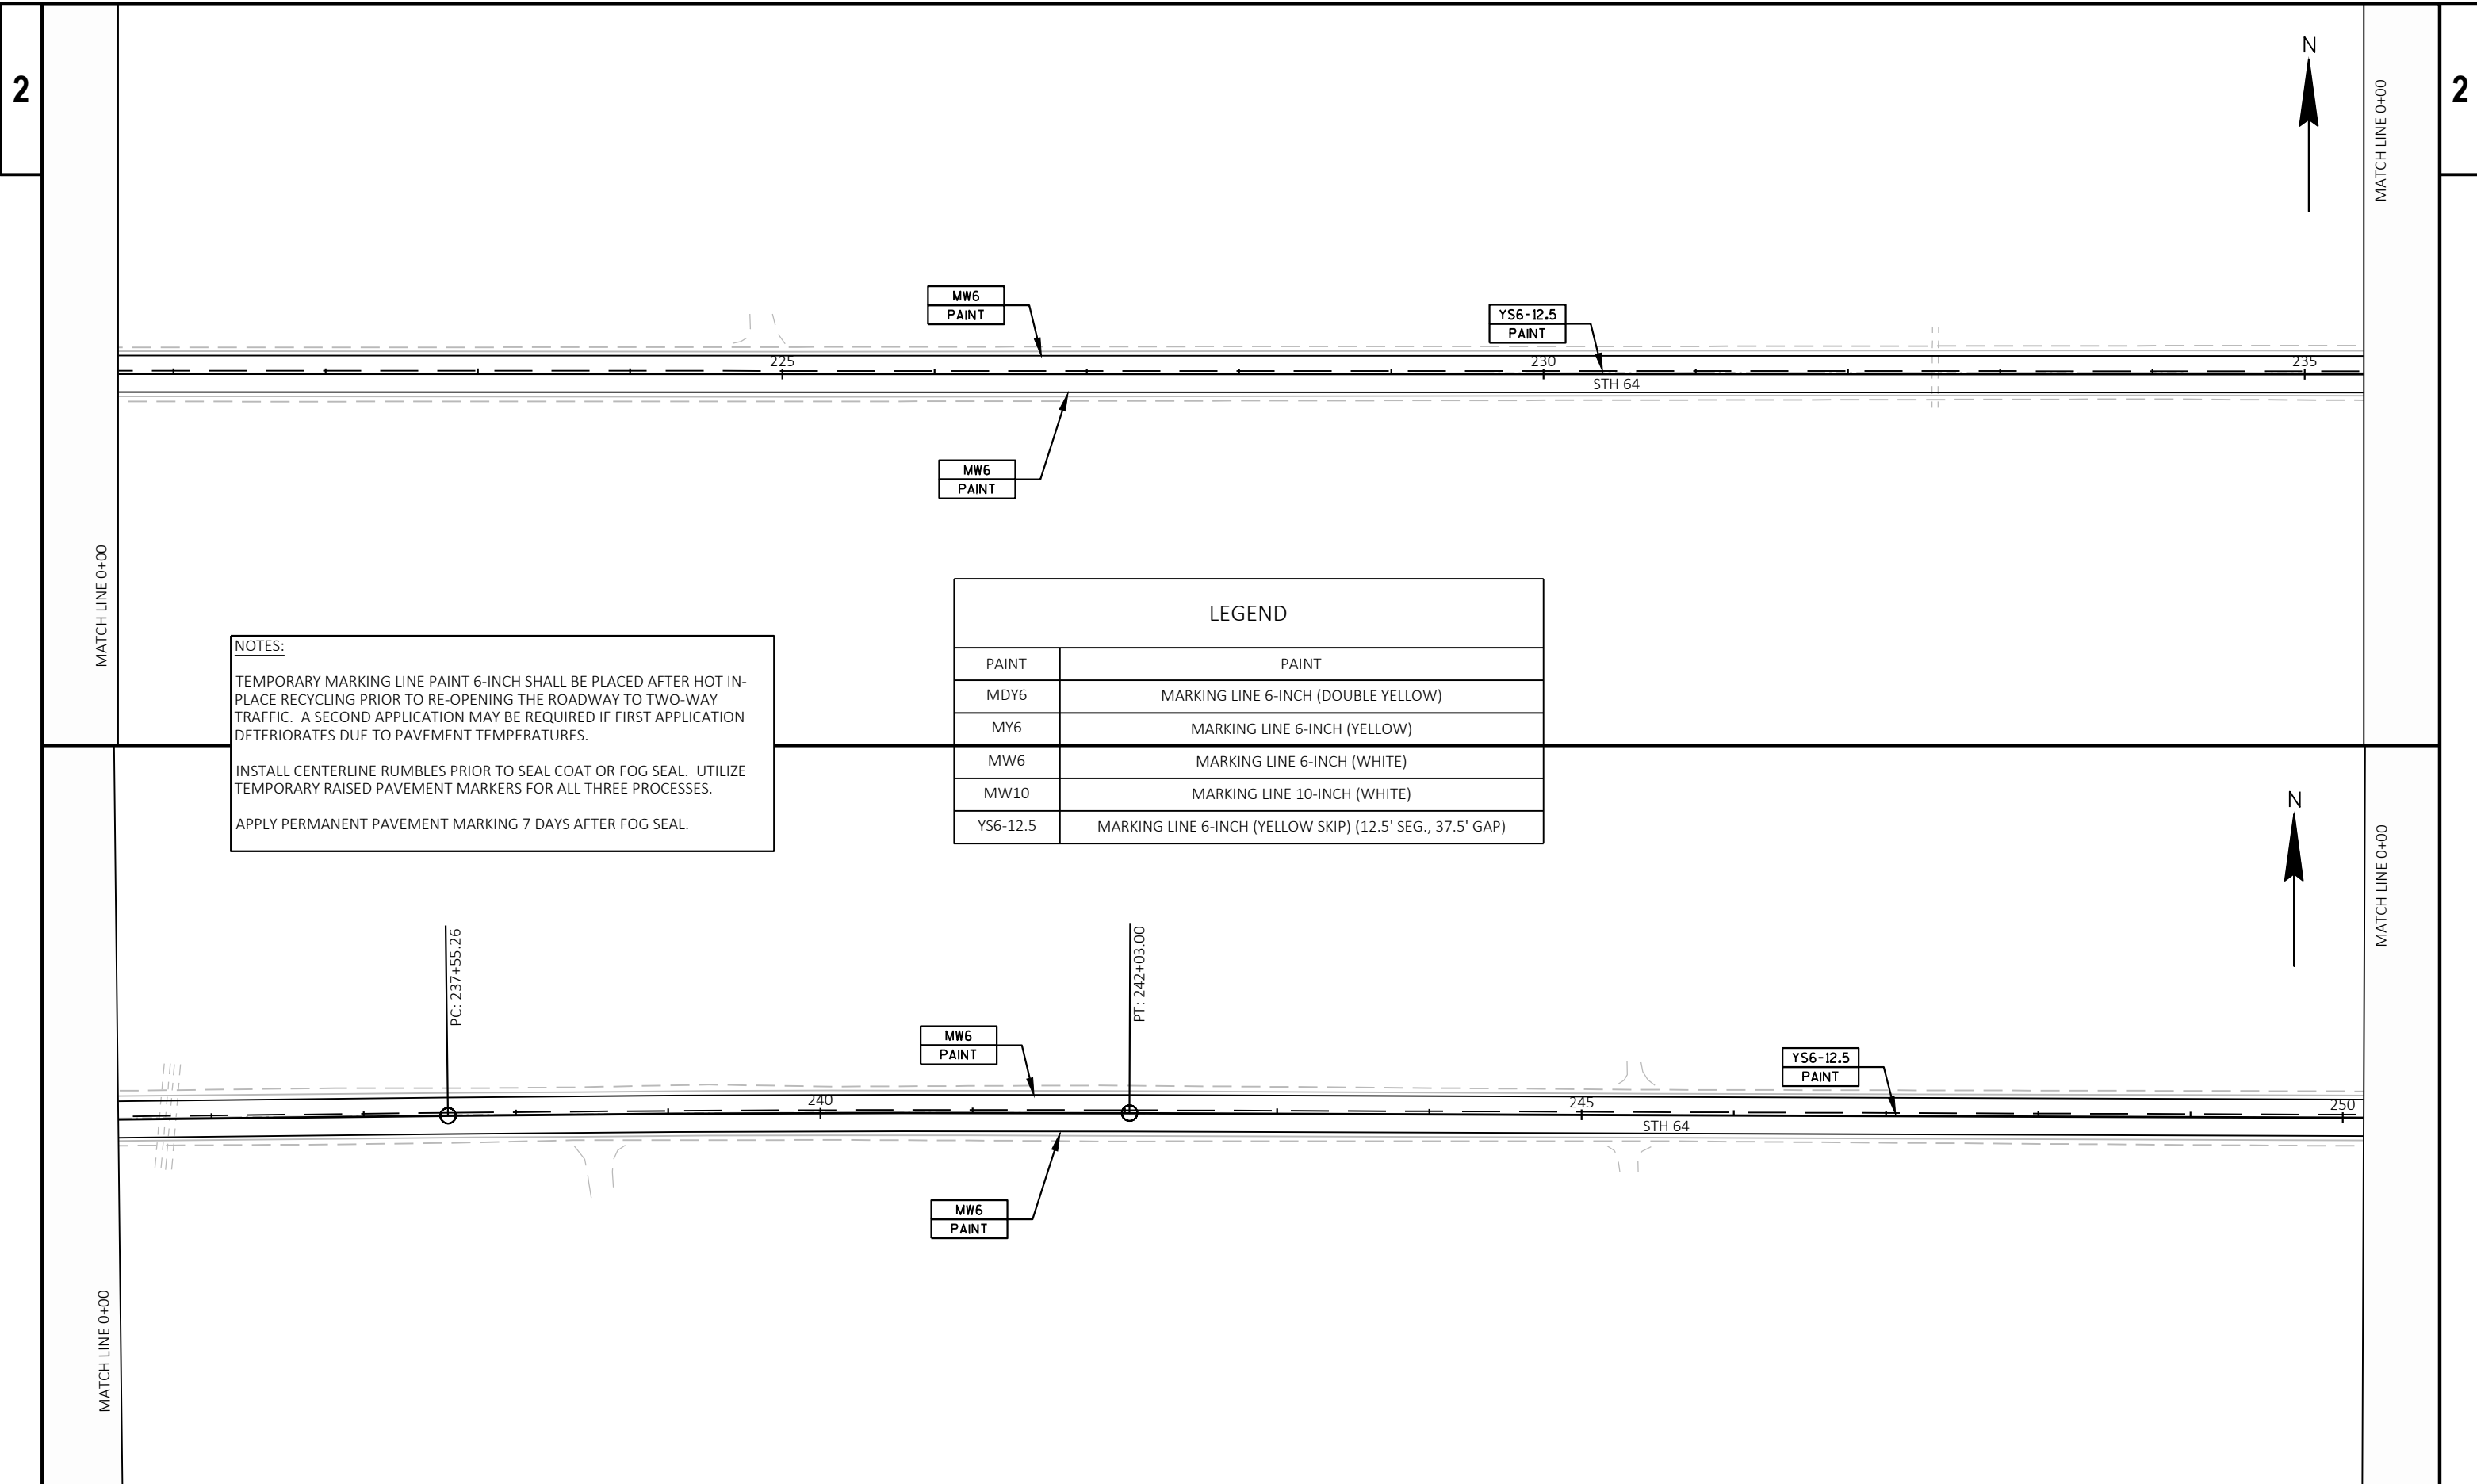 2
2
N
MATCH LINE 0+00
MW6
PAINT
YS6-12.5
PAINT
225
230
235
STH 64
MW6
PAINT
MATCH LINE 0+00
NOTES:
TEMPORARY MARKING LINE PAINT 6-INCH SHALL BE PLACED AFTER HOT IN-
PLACE RECYCLING PRIOR TO RE-OPENING THE ROADWAY TO TWO-WAY
TRAFFIC. A SECOND APPLICATION MAY BE REQUIRED IF FIRST APPLICATION
DETERIORATES DUE TO PAVEMENT TEMPERATURES.
INSTALL CENTERLINE RUMBLES PRIOR TO SEAL COAT OR FOG SEAL. UTILIZE
TEMPORARY RAISED PAVEMENT MARKERS FOR ALL THREE PROCESSES.
APPLY PERMANENT PAVEMENT MARKING 7 DAYS AFTER FOG SEAL.
LEGEND
PAINT PAINT
MDY6 MARKING LINE 6-INCH (DOUBLE YELLOW)
MY6 MARKING LINE 6-INCH (YELLOW)
MW6 MARKING LINE 6-INCH (WHITE)
MW10 MARKING LINE 10-INCH (WHITE)
YS6-12.5 MARKING LINE 6-INCH (YELLOW SKIP) (12.5' SEG., 37.5' GAP)
N
MATCH LINE 0+00
PC: 237+55.26
PT: 242+03.00
MW6
PAINT
YS6-12.5
PAINT
240
245
250
STH 64
MW6
PAINT
MATCH LINE 0+00